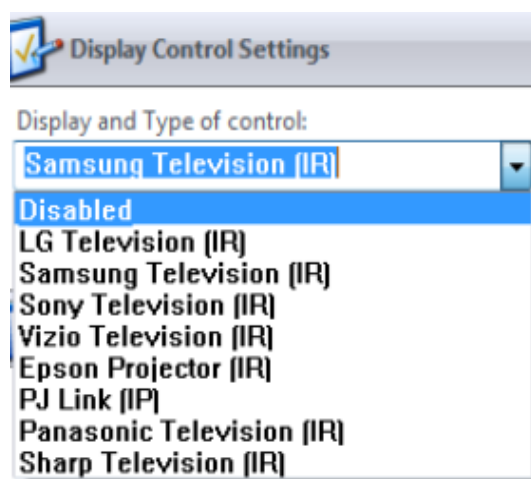 Display Control Settings
Display and Type of control:
Samsung Television (IR)
Disabled
LG Television (IR)
Samsung Television (IR)
Sony Television (IR)
Vizio Television (IR)
Epson Projector (IR)
PJ Link (IP)
Panasonic Television (IR)
Sharp Television (IR)